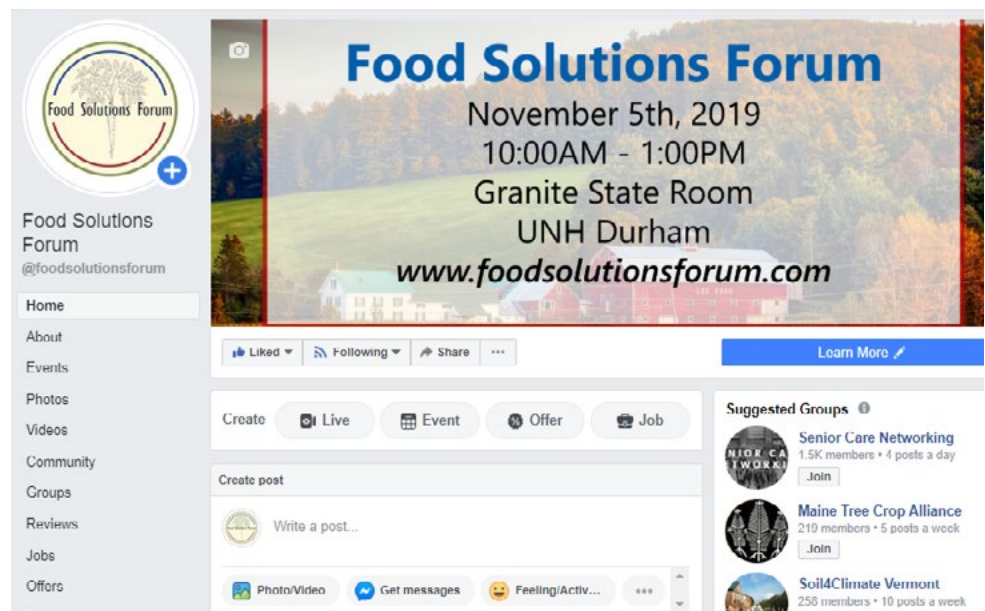 Food Solutions Forum
Food Solutions Forum
@foodsolutionsforum
Home
About
Events
Photos
Videos
Community
Groups
Reviews
Jobs
Offers
Food Solutions Forum
November 5th, 2019
10:00AM - 1:00PM
Granite State Room
UNH Durham
www.foodsolutionsforum.com
Liked
Following
Share
Learn More
Create
Live
Event
Offer
Job
Create post
Write a post...
Photo/Video
Get messages
Feeling/Activ...
Suggested Groups
NIOR CA
TWORKI
Senior Care Networking
1.5K members • 4 posts a day
Join
Maine Tree Crop Alliance
219 members • 5 posts a week
Join
Soil4Climate Vermont
258 members • 10 posts a week